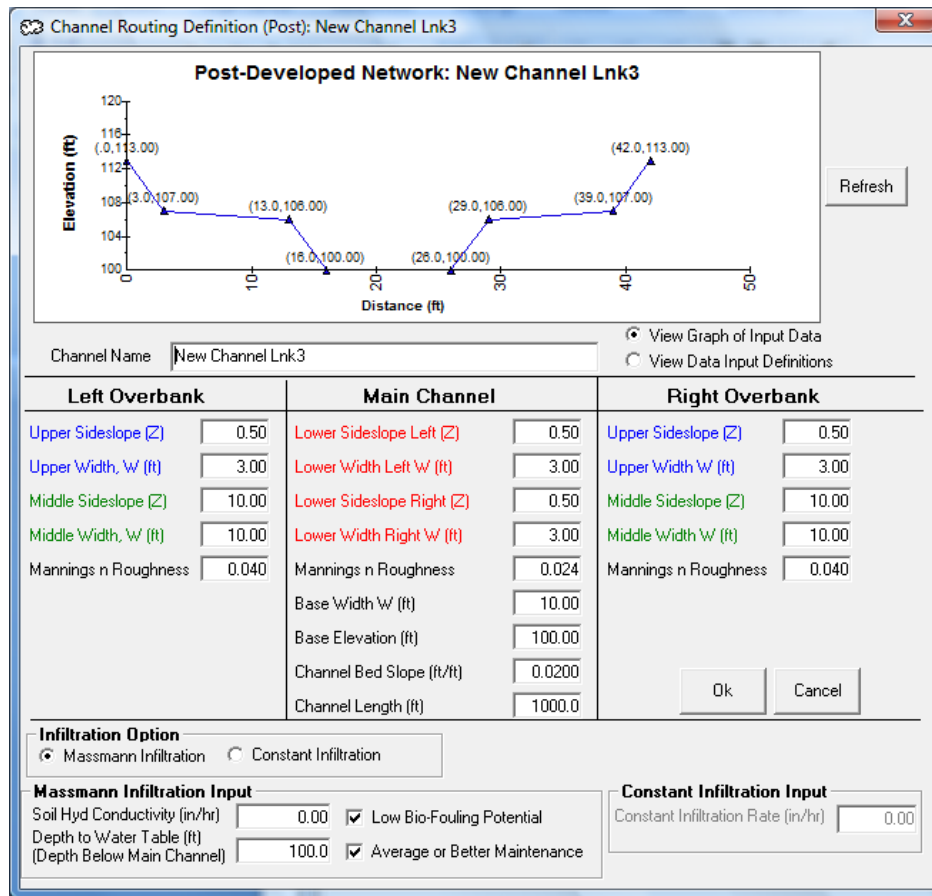 Channel Routing Definition (Post): New Channel Lnk3
Post-Developed Network: New Channel Lnk3
Elevation (ft)
120
116
112
108
104
100
(.0,113.00)
(3.0,107.00)
(13.0,106.00)
(16.0,100.00)
(26.0,100.00)
(29.0,106.00)
(39.0,107.00)
(42.0,113.00)
0 10 20 30 40 50
Distance (ft)
Refresh
Channel Name New Channel Lnk3
View Graph of Input Data
View Data Input Definitions
Left Overbank Main Channel Right Overbank
Upper Sideslope (Z) 0.50 Lower Sideslope Left (Z) 0.50 Upper Sideslope (Z) 0.50
Upper Width, W (ft) 3.00 Lower Width Left W (ft) 3.00 Upper Width W (ft) 3.00
Middle Sideslope (Z) 10.00 Lower Sideslope Right (Z) 0.50 Middle Sideslope (Z) 10.00
Middle Width, W (ft) 10.00 Lower Width Right W (ft) 3.00 Middle Width W (ft) 10.00
Mannings n Roughness 0.040 Mannings n Roughness 0.024 Mannings n Roughness 0.040
Base Width W (ft) 10.00
Base Elevation (ft) 100.00
Channel Bed Slope (ft/ft) 0.0200
Channel Length (ft) 1000.0
Ok Cancel
Infiltration Option
Massmann Infiltration Constant Infiltration
Massmann Infiltration Input
Soil Hyd Conductivity (in/hr) 0.00 Low Bio-Fouling Potential
Depth to Water Table (ft)
(Depth Below Main Channel) 100.0 Average or Better Maintenance
Constant Infiltration Input
Constant Infiltration Rate (in/hr) 0.00